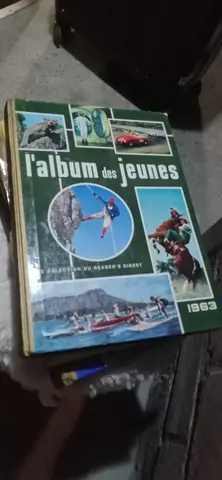 l'album des jeunes
SÉLECTION DU READER'S DIGEST
1963